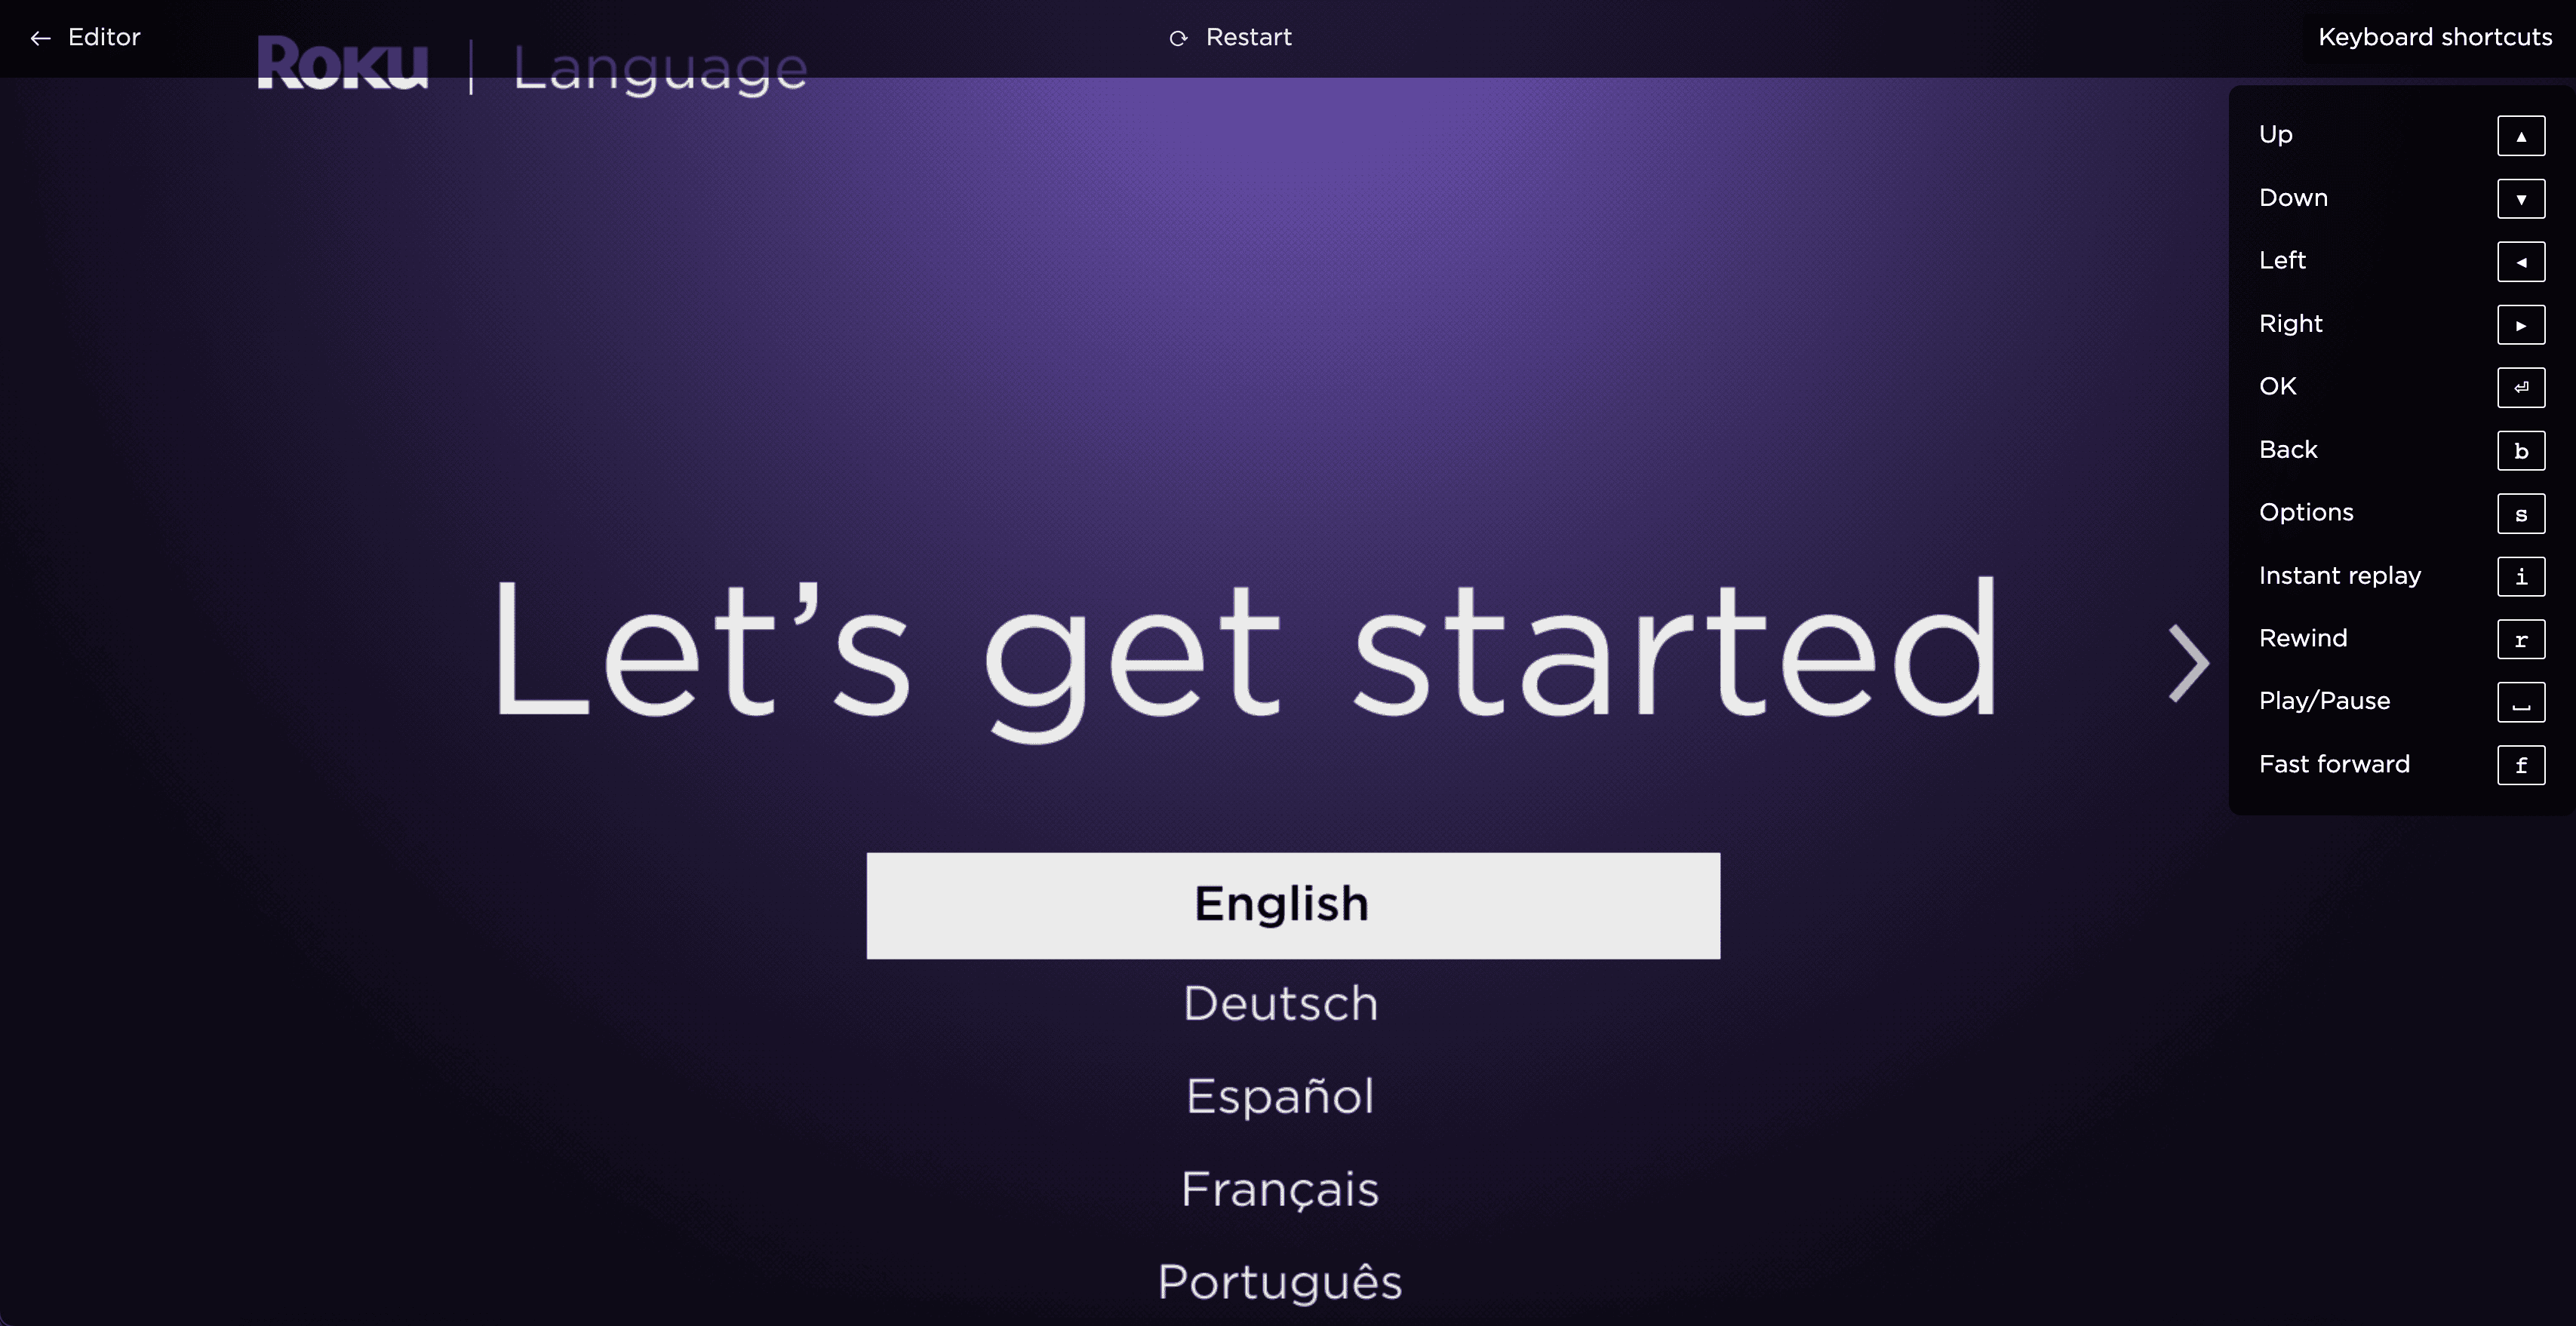 Editor
Restart
Keyboard shortcuts
Roku | Language
Up ▲
Down ▼
Left ◄
Right ►
OK ⏎
Back b
Options s
Instant replay i
Rewind r
Play/Pause ⎵
Fast forward f
Let’s get started
English
Deutsch
Español
Français
Português